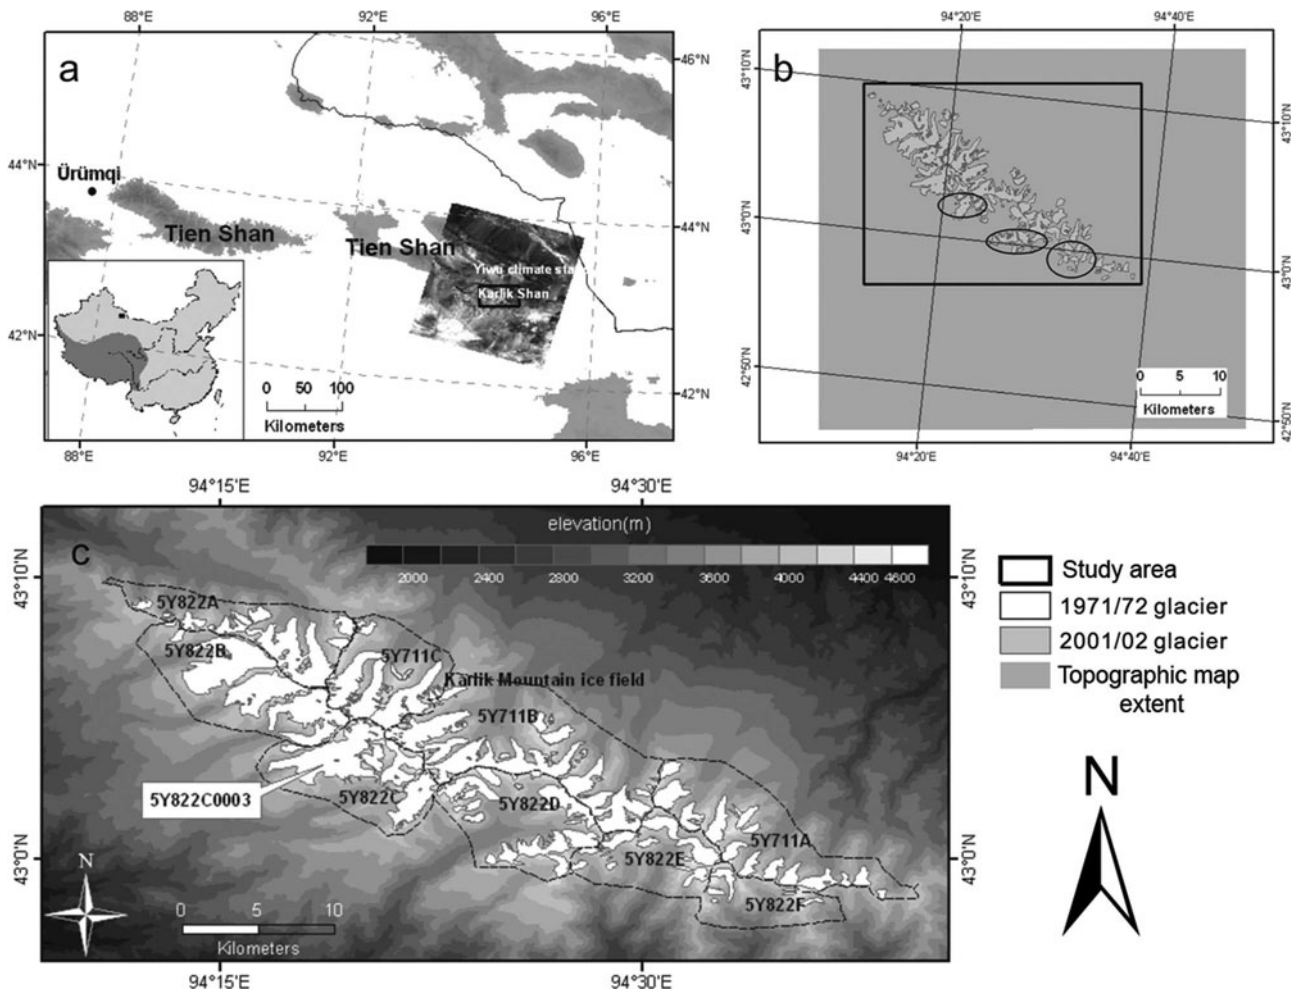 88°E 92°E 96°E
a
46°N
44°N
Ürümqi
Tien Shan
Tien Shan
44°N
Yiwu climate sta
Karlik Shan
42°N
0 50 100
Kilometers
42°N
88°E 92°E 96°E
94°20'E 94°40'E
b
43°10'N
43°10'N
43°0'N
43°0'N
42°50'N
0 5 10
Kilometers
42°50'N
94°20'E 94°40'E
94°15'E 94°30'E
c
elevation(m)
2000 2400 2800 3200 3600 4000 4400 4600
43°10'N
43°10'N
5Y822A
5Y822B
5Y711C
Karlik Mountain ice field
5Y711B
5Y822C0003
5Y822C
5Y822D
5Y711A
5Y822E
5Y822F
43°0'N
43°0'N
N
0 5 10
Kilometers
94°15'E 94°30'E
Study area
1971/72 glacier
2001/02 glacier
Topographic map
extent
N